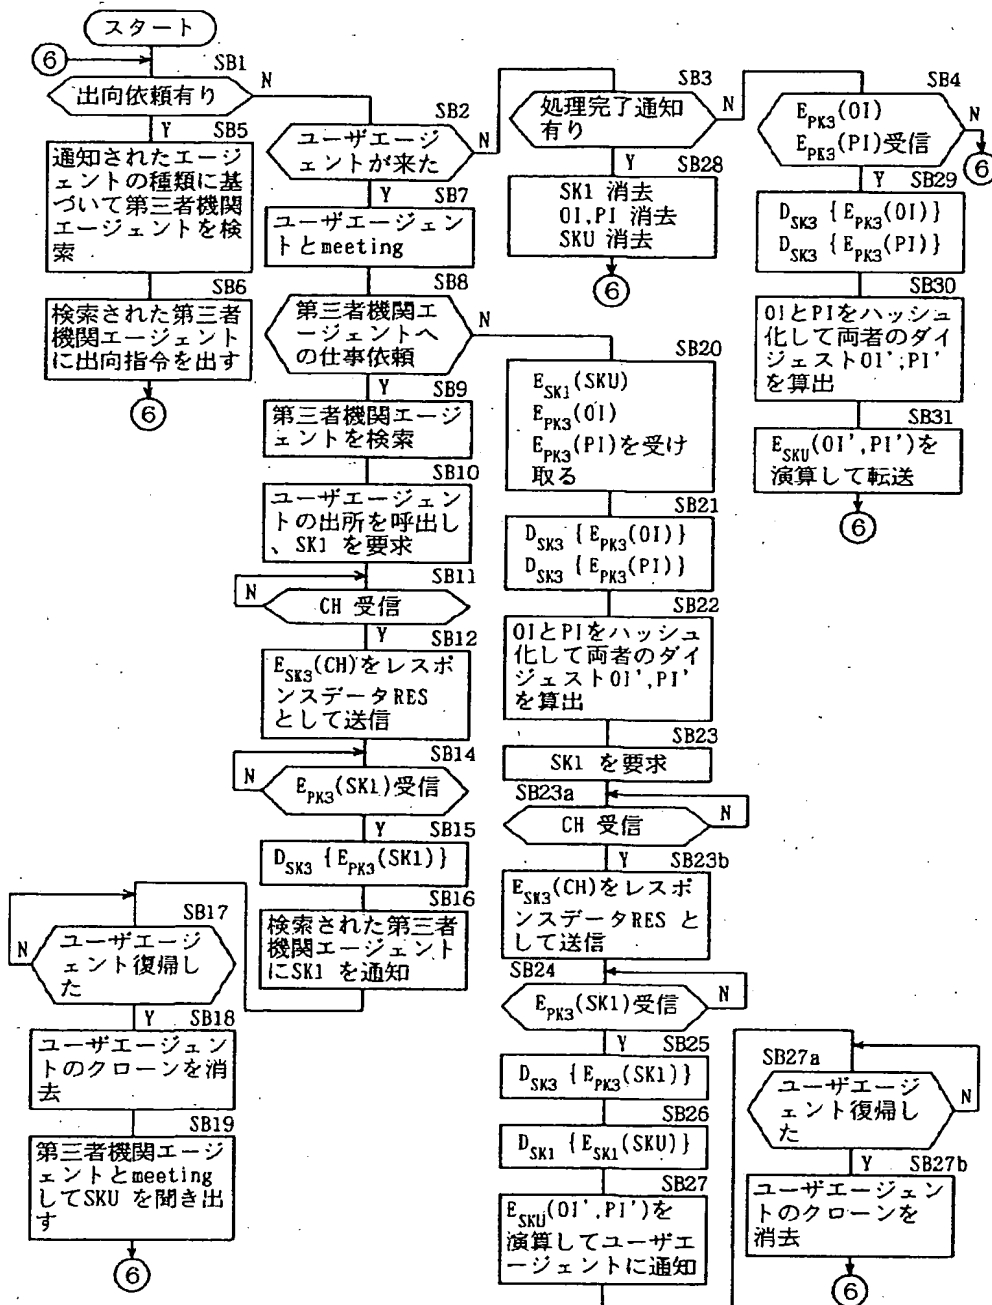 スタート
⑥
SB1
出向依頼有り
N
Y
SB5
通知されたエージ
ェントの種類に基
づいて第三者機関
エージェントを検
索
SB6
検索された第三者
機関エージェント
に出向指令を出す
⑥
SB2
ユーザエージ
ェントが来た
N
Y
SB7
ユーザエージェン
トとmeeting
SB8
第三者機関エ
ージェントへ
の仕事依頼
N
Y
SB9
第三者機関エージ
ェントを検索
SB10
ユーザエージェン
トの出所を呼出し
、SK1 を要求
SB11
N
CH 受信
Y
SB12
E_SK3(CH)をレスポ
ンスデータRES
として送信
SB14
N
E_PK3(SK1)受信
Y
SB15
D_SK3 {E_PK3(SK1)}
SB16
検索された第三者
機関エージェント
にSK1 を通知
SB17
N
ユーザエージ
ェント復帰し
た
Y
SB18
ユーザエージェン
トのクローンを消
去
SB19
第三者機関エージ
ェントとmeeting
してSKU を聞き出
す
⑥
SB3
処理完了通知
有り
N
Y
SB28
SK1 消去
OI,PI 消去
SKU 消去
⑥
SB4
E_PK3(OI)
E_PK3(PI)受信
N
⑥
Y
SB29
D_SK3 {E_PK3(OI)}
D_SK3 {E_PK3(PI)}
SB30
OIとPIをハッシュ
化して両者のダイ
ジェストOI',PI'
を算出
SB31
E_SKU(OI',PI')を
演算して転送
⑥
SB20
E_SK1(SKU)
E_PK3(OI)
E_PK3(PI)を受け
取る
SB21
D_SK3 {E_PK3(OI)}
D_SK3 {E_PK3(PI)}
SB22
OIとPIをハッシュ
化して両者のダイ
ジェストOI',PI'
を算出
SB23
SK1 を要求
SB23a
CH 受信
N
Y
SB23b
E_SK3(CH)をレスポ
ンスデータRES と
して送信
SB24
E_PK3(SK1)受信
N
Y
SB25
D_SK3 {E_PK3(SK1)}
SB26
D_SK1 {E_SK1(SKU)}
SB27
E_SKU(OI',PI')を
演算してユーザエ
ージェントに通知
SB27a
ユーザエージ
ェント復帰し
た
N
Y
SB27b
ユーザエージェン
トのクローンを
消去
⑥